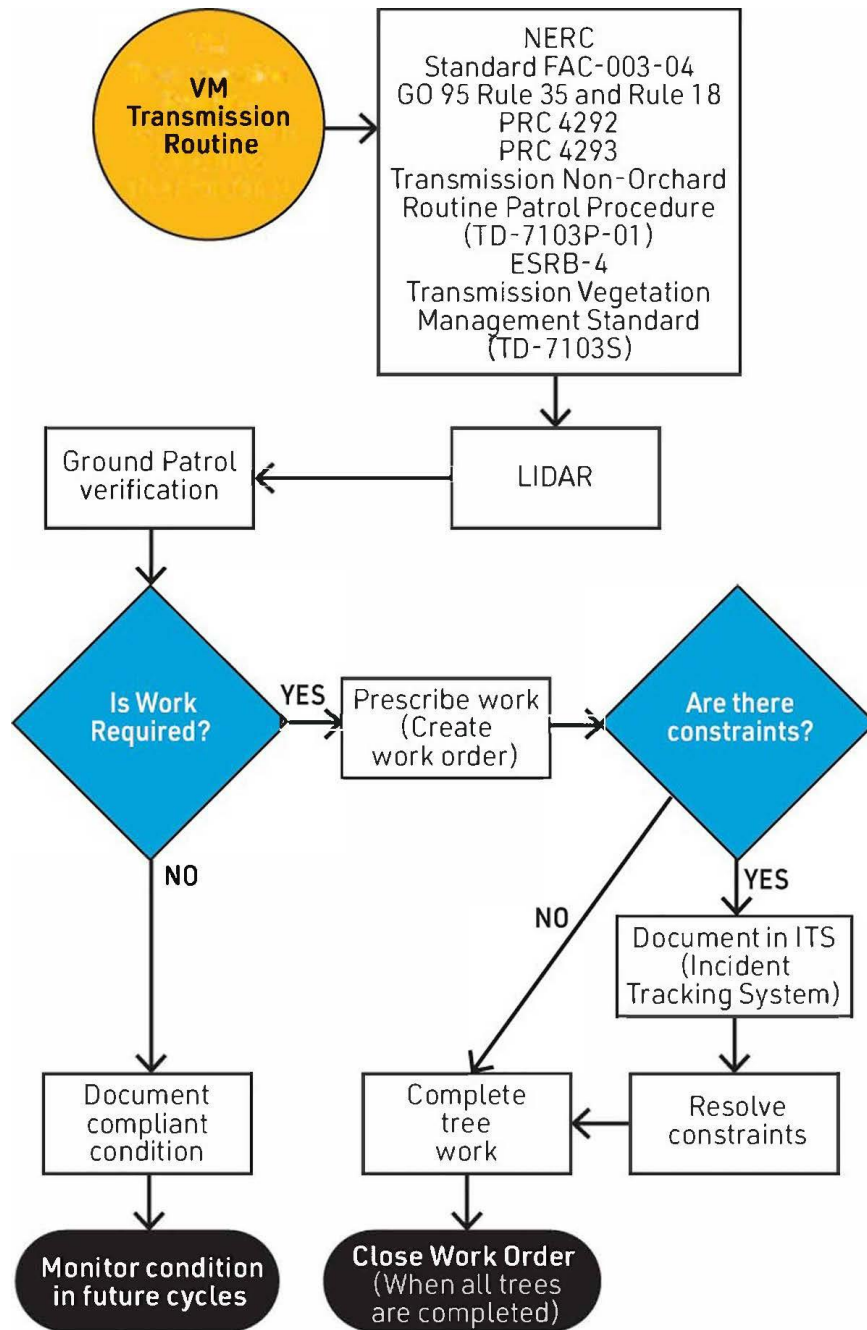 VM
Transmission
Routine
NERC
Standard FAC-003-04
GO 95 Rule 35 and Rule 18
PRC 4292
PRC 4293
Transmission Non-Orchard
Routine Patrol Procedure
(TD-7103P-01)
ESRB-4
Transmission Vegetation
Management Standard
(TD-7103S)
LIDAR
Ground Patrol
verification
Is Work
Required?
YES
Prescribe work
(Create
work order)
Are there
constraints?
NO
YES
NO
Document in ITS
(Incident
Tracking System)
Resolve
constraints
Complete
tree
work
Document
compliant
condition
Monitor condition
in future cycles
Close Work Order
(When all trees
are completed)